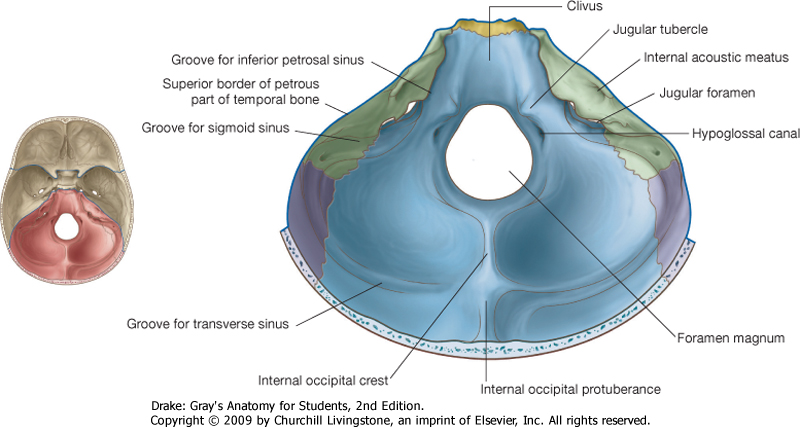 Clivus
Jugular tubercle
Groove for inferior petrosal sinus
Internal acoustic meatus
Superior border of petrous
part of temporal bone
Jugular foramen
Groove for sigmoid sinus
Hypoglossal canal
Groove for transverse sinus
Foramen magnum
Internal occipital crest
Internal occipital protuberance
Drake: Gray's Anatomy for Students, 2nd Edition.
Copyright © 2009 by Churchill Livingstone, an imprint of Elsevier, Inc. All rights reserved.